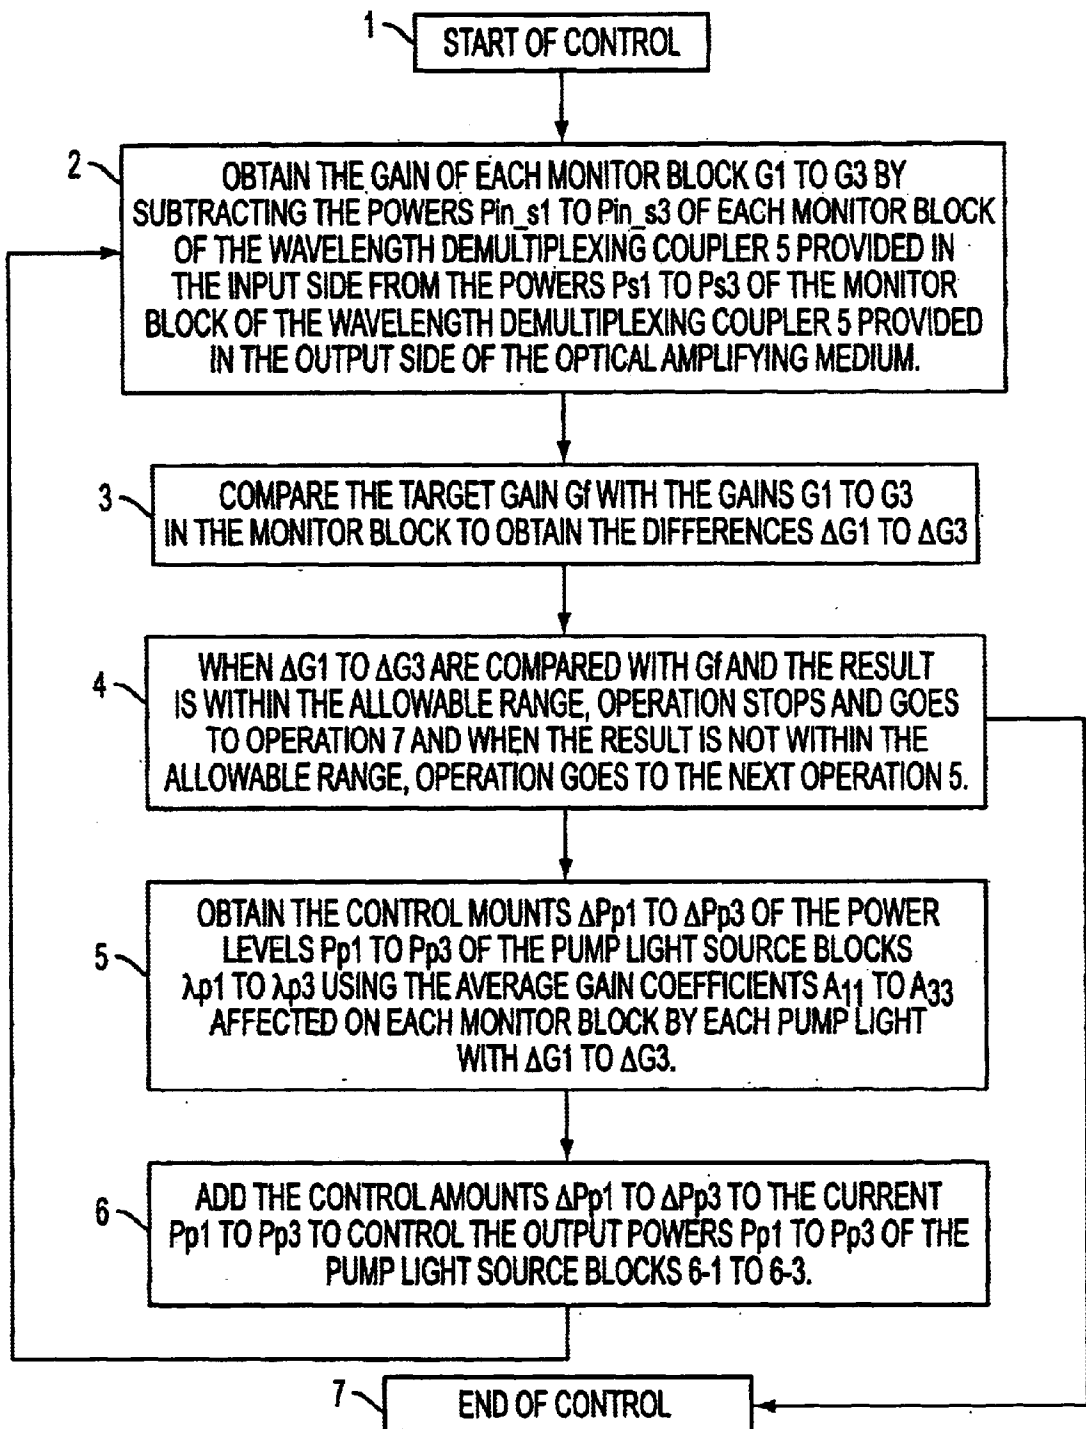 1
START OF CONTROL
2
OBTAIN THE GAIN OF EACH MONITOR BLOCK G1 TO G3 BY
SUBTRACTING THE POWERS Pin_s1 TO Pin_s3 OF EACH MONITOR BLOCK
OF THE WAVELENGTH DEMULTIPLEXING COUPLER 5 PROVIDED IN
THE INPUT SIDE FROM THE POWERS Ps1 TO Ps3 OF THE MONITOR
BLOCK OF THE WAVELENGTH DEMULTIPLEXING COUPLER 5 PROVIDED
IN THE OUTPUT SIDE OF THE OPTICAL AMPLIFYING MEDIUM.
3
COMPARE THE TARGET GAIN Gf WITH THE GAINS G1 TO G3
IN THE MONITOR BLOCK TO OBTAIN THE DIFFERENCES ΔG1 TO ΔG3
4
WHEN ΔG1 TO ΔG3 ARE COMPARED WITH Gf AND THE RESULT
IS WITHIN THE ALLOWABLE RANGE, OPERATION STOPS AND GOES
TO OPERATION 7 AND WHEN THE RESULT IS NOT WITHIN THE
ALLOWABLE RANGE, OPERATION GOES TO THE NEXT OPERATION 5.
5
OBTAIN THE CONTROL MOUNTS ΔPp1 TO ΔPp3 OF THE POWER
LEVELS Pp1 TO Pp3 OF THE PUMP LIGHT SOURCE BLOCKS
λp1 TO λp3 USING THE AVERAGE GAIN COEFFICIENTS A11 TO A33
AFFECTED ON EACH MONITOR BLOCK BY EACH PUMP LIGHT
WITH ΔG1 TO ΔG3.
6
ADD THE CONTROL AMOUNTS ΔPp1 TO ΔPp3 TO THE CURRENT
Pp1 TO Pp3 TO CONTROL THE OUTPUT POWERS Pp1 TO Pp3 OF THE
PUMP LIGHT SOURCE BLOCKS 6-1 TO 6-3.
7
END OF CONTROL